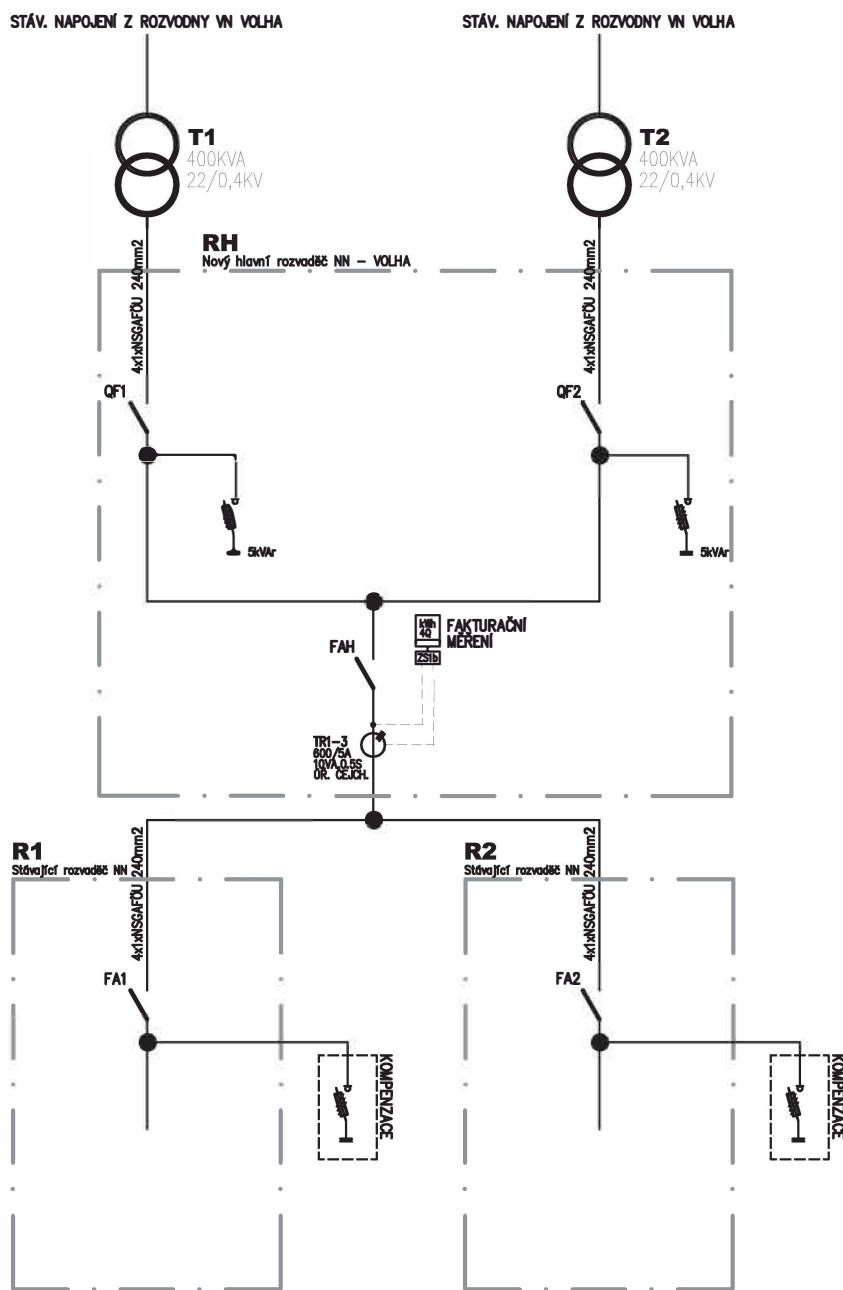 STÁV. NAPOJENÍ Z ROZVODNY VN VOLHA
STÁV. NAPOJENÍ Z ROZVODNY VN VOLHA
T1
400KVA
22/0,4KV
T2
400KVA
22/0,4KV
RH
Nový hlavní rozvaděč NN – VOLHA
4x1xNSGAFÖU 240mm2
4x1xNSGAFÖU 240mm2
QF1
QF2
5kVAr
5kVAr
kWh
4Q
ZS1b
FAKTURAČNÍ
MĚŘENÍ
FAH
TR1-3
600/5A
10VA,0.5S
OŘ. CEJCH.
R1
Stávající rozvaděč NN
4x1xNSGAFÖU 240mm2
R2
Stávající rozvaděč NN
4x1xNSGAFÖU 240mm2
FA1
FA2
KOMPENZACE
KOMPENZACE